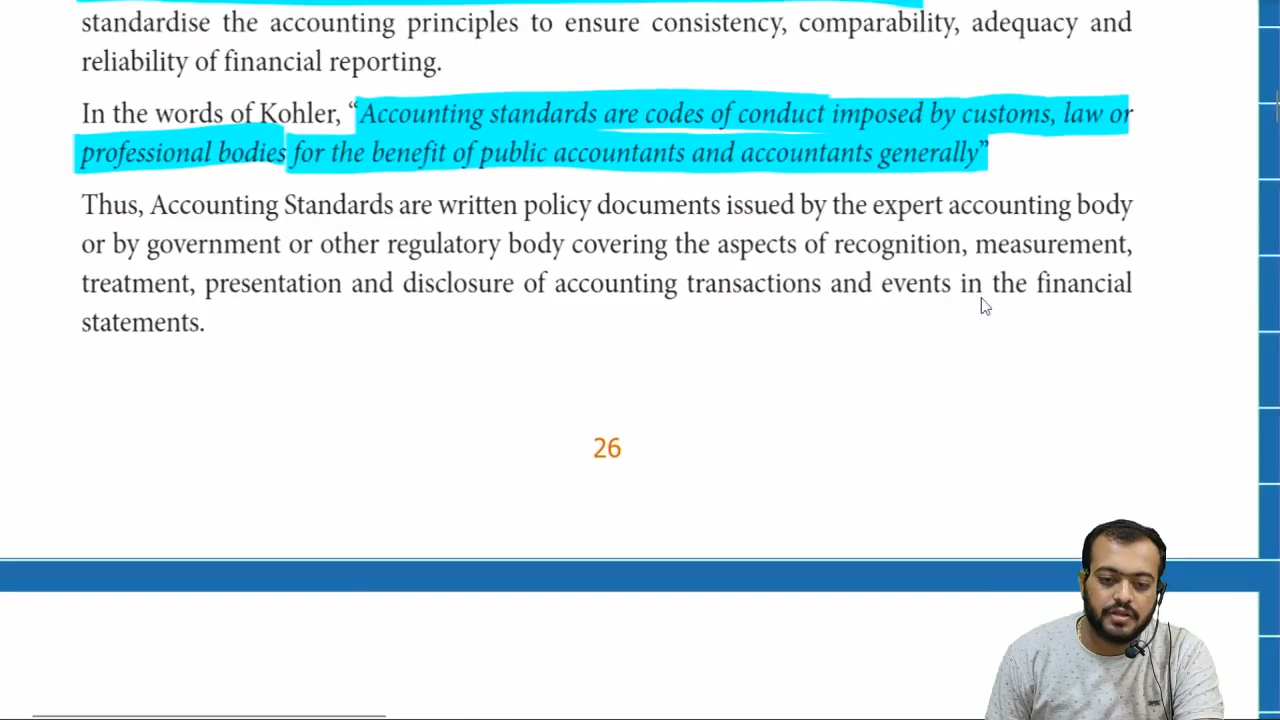 standardise the accounting principles to ensure consistency, comparability, adequacy and
reliability of financial reporting.
In the words of Kohler, “Accounting standards are codes of conduct imposed by customs, law or
professional bodies for the benefit of public accountants and accountants generally”
Thus, Accounting Standards are written policy documents issued by the expert accounting body
or by government or other regulatory body covering the aspects of recognition, measurement,
treatment, presentation and disclosure of accounting transactions and events in the financial
statements.
26